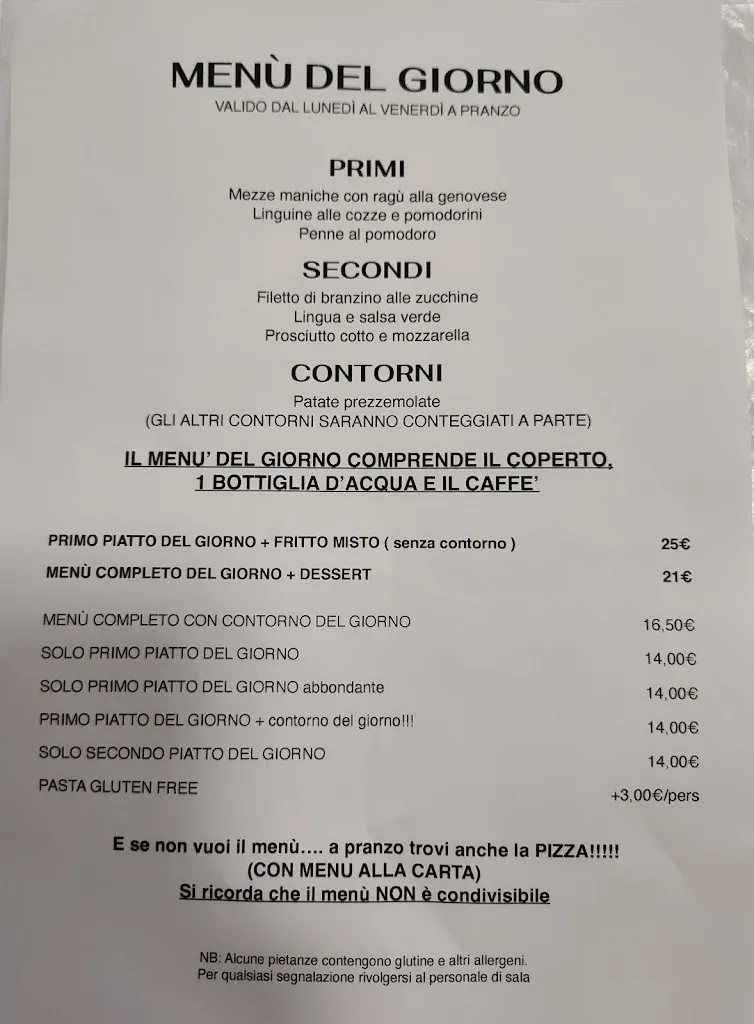 MENÙ DEL GIORNO
VALIDO DAL LUNEDÌ AL VENERDÌ A PRANZO
PRIMI
Mezze maniche con ragù alla genovese
Linguine alle cozze e pomodorini
Penne al pomodoro
SECONDI
Filetto di branzino alle zucchine
Lingua e salsa verde
Prosciutto cotto e mozzarella
CONTORNI
Patate prezzemolate
(GLI ALTRI CONTORNI SARANNO CONTEGGIATI A PARTE)
IL MENU' DEL GIORNO COMPRENDE IL COPERTO,
1 BOTTIGLIA D'ACQUA E IL CAFFE'
PRIMO PIATTO DEL GIORNO + FRITTO MISTO ( senza contorno ) 25€
MENÙ COMPLETO DEL GIORNO + DESSERT 21€
MENÙ COMPLETO CON CONTORNO DEL GIORNO 16,50€
SOLO PRIMO PIATTO DEL GIORNO 14,00€
SOLO PRIMO PIATTO DEL GIORNO abbondante 14,00€
PRIMO PIATTO DEL GIORNO + contorno del giorno!!! 14,00€
SOLO SECONDO PIATTO DEL GIORNO 14,00€
PASTA GLUTEN FREE +3,00€/pers
E se non vuoi il menù.... a pranzo trovi anche la PIZZA!!!!!
(CON MENU ALLA CARTA)
Si ricorda che il menù NON è condivisibile
NB: Alcune pietanze contengono glutine e altri allergeni.
Per qualsiasi segnalazione rivolgersi al personale di sala